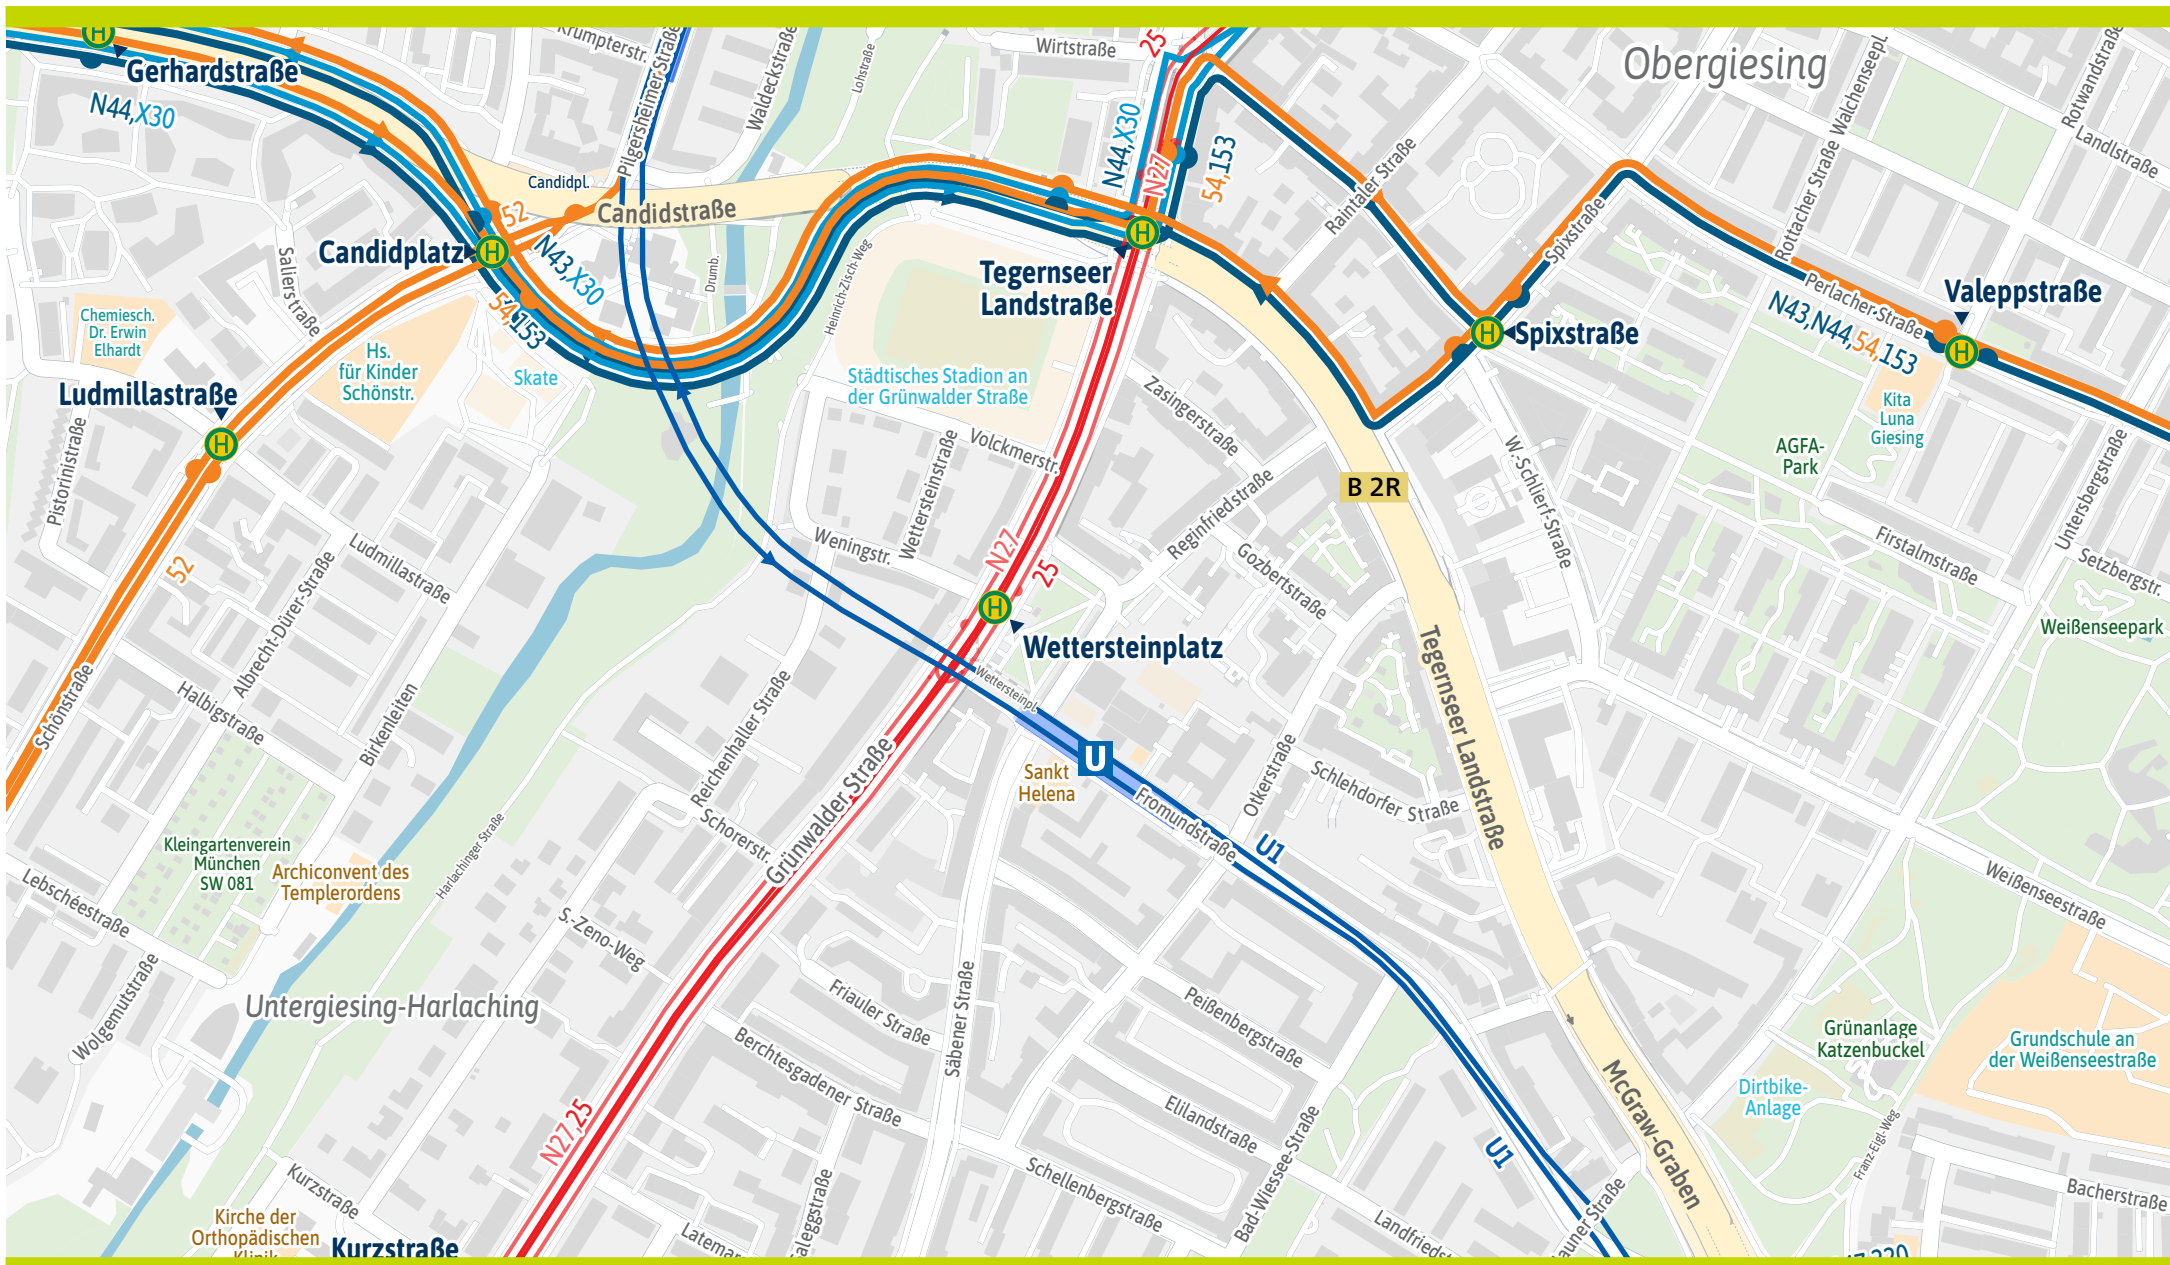 Krumpterstr.
Pilgersheimer Straße
Waldeckstraße
Lohstraße
Wirtstraße
25
Obergiesing
Rottacher Straße
Walchenseepl.
Rotwandstraße
Landlstraße
H
Gerhardstraße
N44,X30
N44,X30
N27
54,153
Raintaler Straße
Spixstraße
Candidpl.
52
Candidstraße
Candidplatz
H
N43,X30
54,153
Salierstraße
Drumb.
Heinrich-Zisch-Weg
H
Tegernseer
Landstraße
Perlacher Straße
Valeppstraße
H
N43,N44,54,153
H
Spixstraße
Chemiesch.
Dr. Erwin
Elhardt
Hs.
für Kinder
Schönstr.
Skate
Städtisches Stadion an
der Grünwalder Straße
Zasingerstraße
Kita
Luna
Giesing
Ludmillastraße
H
Pistorinistraße
Volckmerstr.
Wettersteinstraße
W.-Schlierf-Straße
AGFA-
Park
Untersbergstraße
B 2R
Reginfriedstraße
Weningstr.
Gozbertstraße
Firstalmstraße
Setzbergstr.
52
Ludmillastraße
Albrecht-Dürer-Straße
N27
25
H
Wettersteinplatz
Weißenseepark
Wettersteinpl.
Schönstraße
Halbigstraße
Birkenleiten
Reichenhaller Straße
Tegernseer Landstraße
U
Sankt
Helena
Fromundstraße
Otkerstraße
Schlehdorfer Straße
U1
Grünwalder Straße
Schorerstr.
Harlachinger Straße
Kleingartenverein
München
SW 081
Archiconvent des
Templerordens
Lebschéestraße
S.-Zeno-Weg
Weißenseestraße
Wolgemutstraße
Untergiesing-Harlaching
Friauler Straße
Säbener Straße
Peißenbergstraße
Berchtesgadener Straße
Grünanlage
Katzenbuckel
Grundschule an
der Weißenseestraße
Dirtbike-
Anlage
McGraw-Graben
Elilandstraße
N27,25
U1
Franz-Eigl-Weg
Bad-Wiessee-Straße
Schellenbergstraße
Bacherstraße
Kurzstraße
Kirche der
Orthopädischen
Klinik
Kurzstraße
Latemar
aleggstraße
Landfriedst
auner Straße